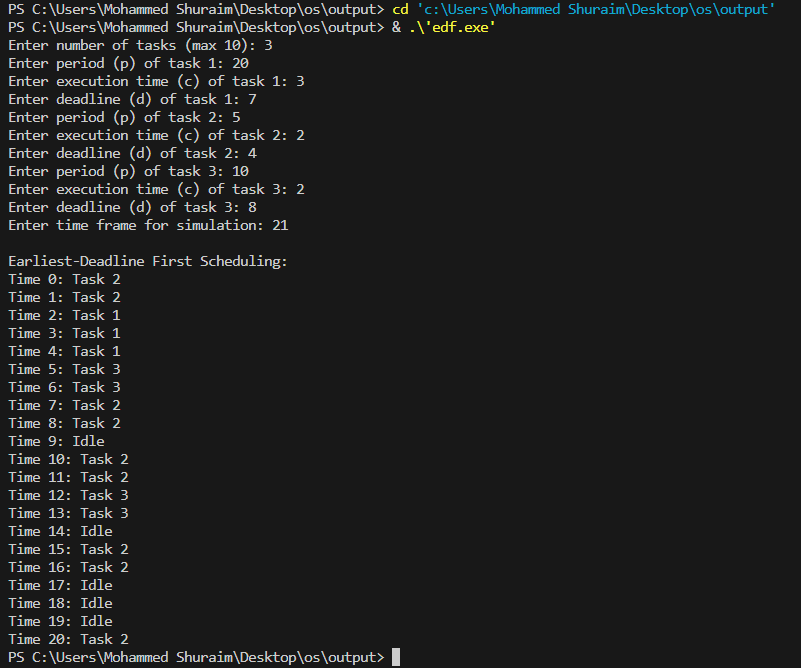 PS C:\Users\Mohammed Shuraim\Desktop\os\output> cd 'c:\Users\Mohammed Shuraim\Desktop\os\output'
PS C:\Users\Mohammed Shuraim\Desktop\os\output> & .\'edf.exe'
Enter number of tasks (max 10): 3
Enter period (p) of task 1: 20
Enter execution time (c) of task 1: 3
Enter deadline (d) of task 1: 7
Enter period (p) of task 2: 5
Enter execution time (c) of task 2: 2
Enter deadline (d) of task 2: 4
Enter period (p) of task 3: 10
Enter execution time (c) of task 3: 2
Enter deadline (d) of task 3: 8
Enter time frame for simulation: 21

Earliest-Deadline First Scheduling:
Time 0: Task 2
Time 1: Task 2
Time 2: Task 1
Time 3: Task 1
Time 4: Task 1
Time 5: Task 3
Time 6: Task 3
Time 7: Task 2
Time 8: Task 2
Time 9: Idle
Time 10: Task 2
Time 11: Task 2
Time 12: Task 3
Time 13: Task 3
Time 14: Idle
Time 15: Task 2
Time 16: Task 2
Time 17: Idle
Time 18: Idle
Time 19: Idle
Time 20: Task 2
PS C:\Users\Mohammed Shuraim\Desktop\os\output>